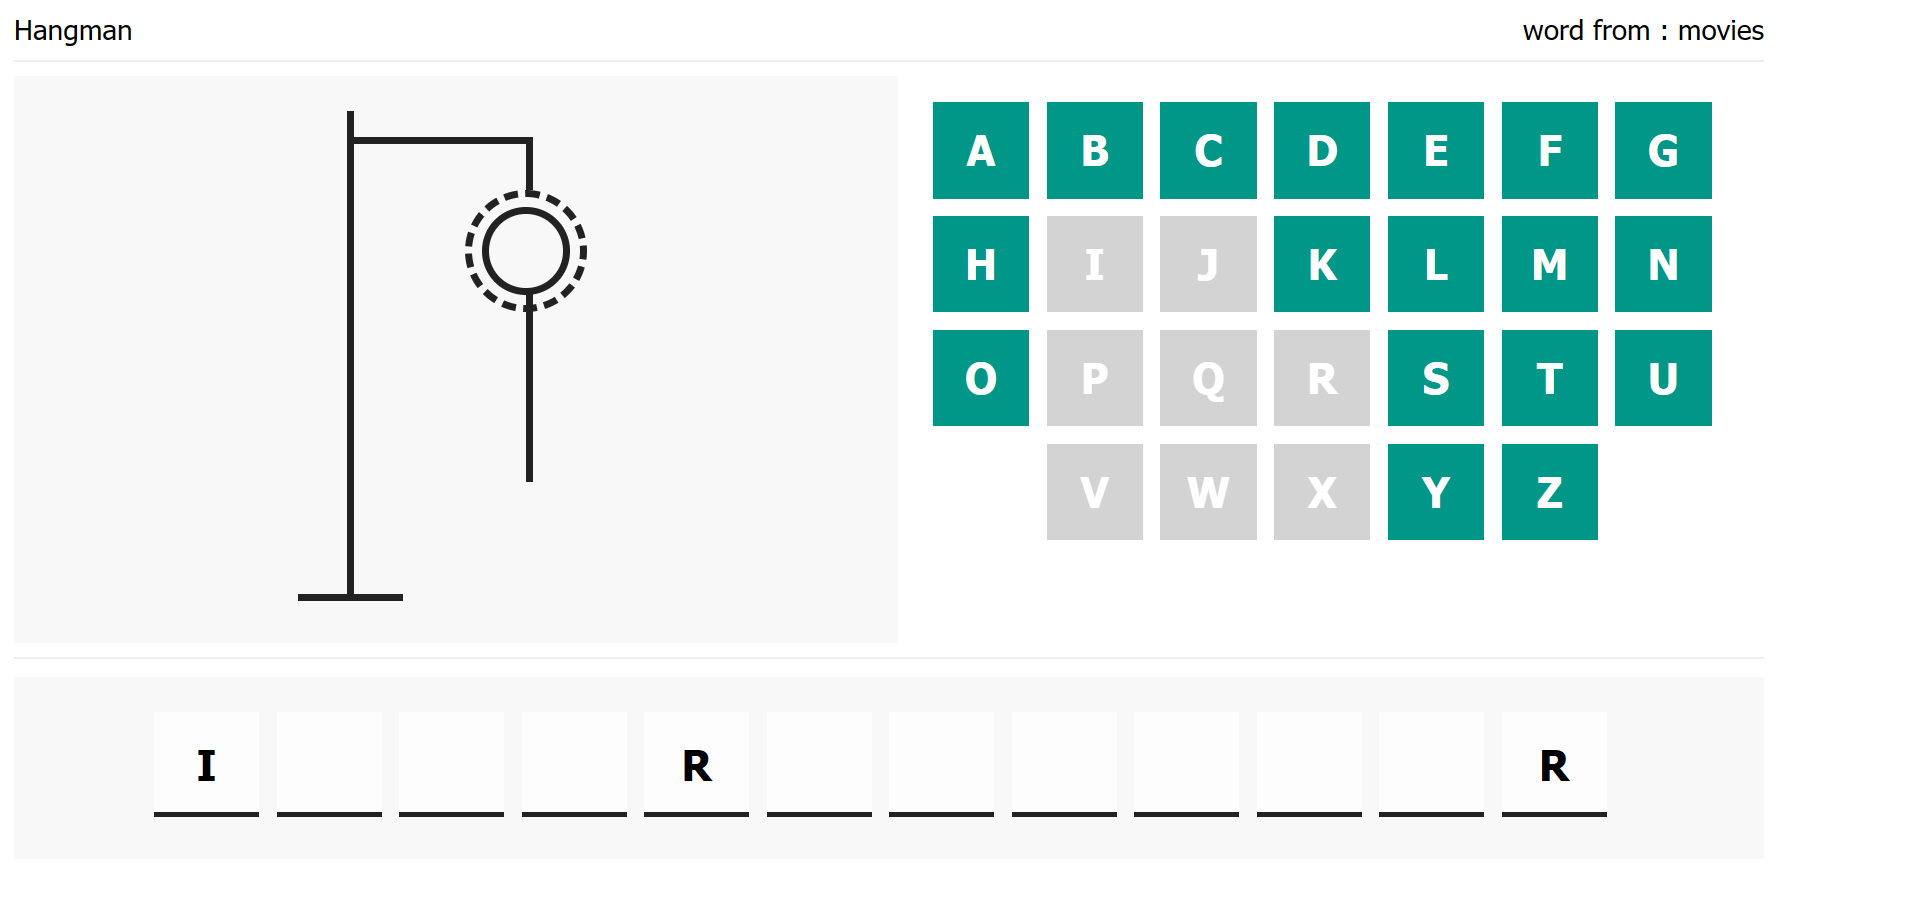 Hangman
word from : movies
A B C D E F G
H I J K L M N
O P Q R S T U
V W X Y Z
I R R